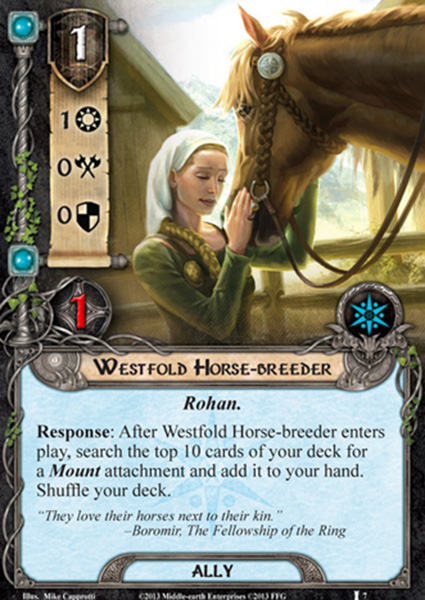 1
1
0
0
1
Westfold Horse-breeder
Rohan.
Response: After Westfold Horse-breeder enters
play, search the top 10 cards of your deck for
a Mount attachment and add it to your hand.
Shuffle your deck.
“They love their horses next to their kin.”
–Boromir, The Fellowship of the Ring
ALLY
Illus. Mike Capprotti ©2013 Middle-earth Enterprises ©2013 FFG 7